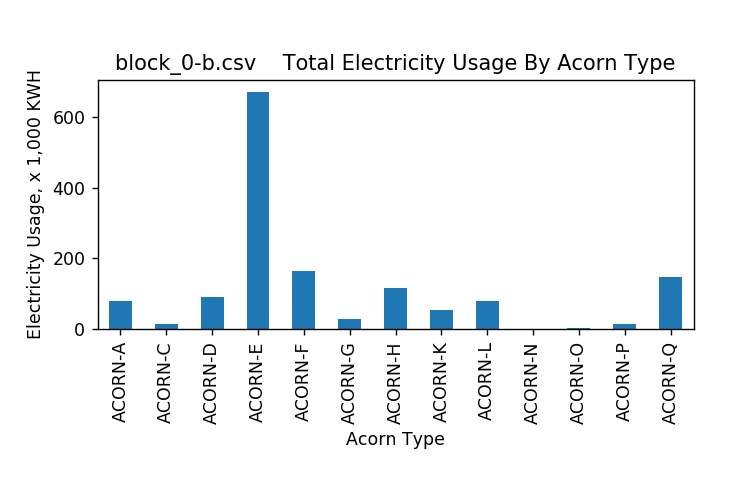 block_0-b.csv    Total Electricity Usage By Acorn Type
Electricity Usage, x 1,000 KWH
600
400
200
0
ACORN-A
ACORN-C
ACORN-D
ACORN-E
ACORN-F
ACORN-G
ACORN-H
ACORN-K
ACORN-L
ACORN-N
ACORN-O
ACORN-P
ACORN-Q
Acorn Type